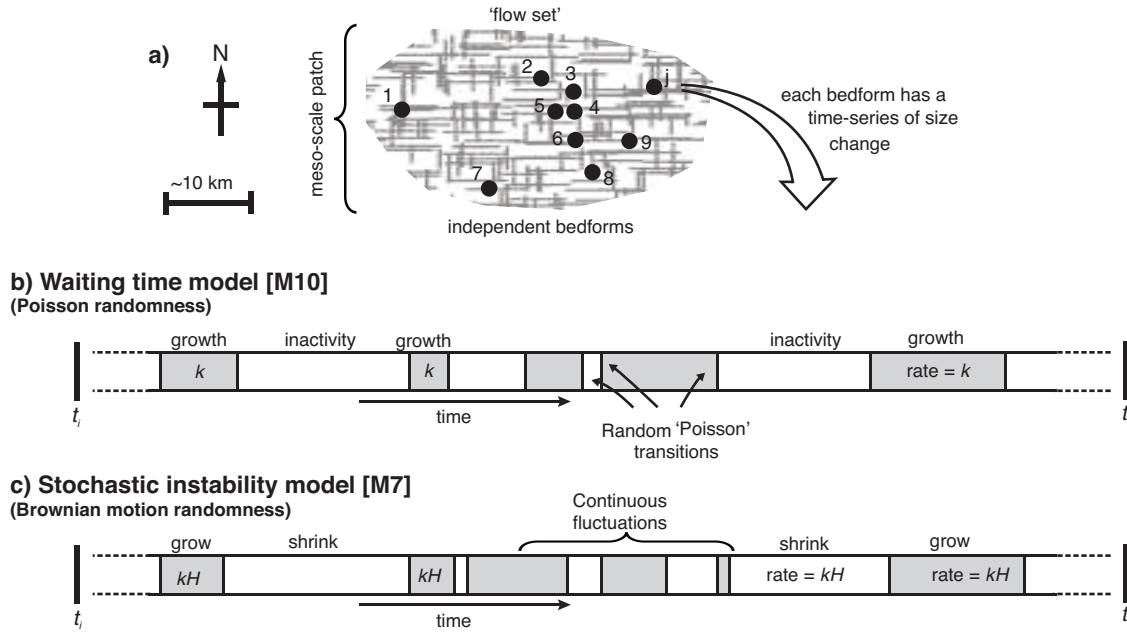 'flow set'
a)
N
meso-scale patch
~10 km
1
2
3
j
5
4
6
9
7
8
each bedform has a
time-series of size
change
independent bedforms
b) Waiting time model [M10]
(Poisson randomness)
growth
inactivity
growth
inactivity
growth
k
k
rate = k
time
Random 'Poisson'
transitions
ti
t
c) Stochastic instability model [M7]
(Brownian motion randomness)
Continuous
fluctuations
grow
shrink
shrink
grow
kH
kH
rate = kH
rate = kH
time
ti
t